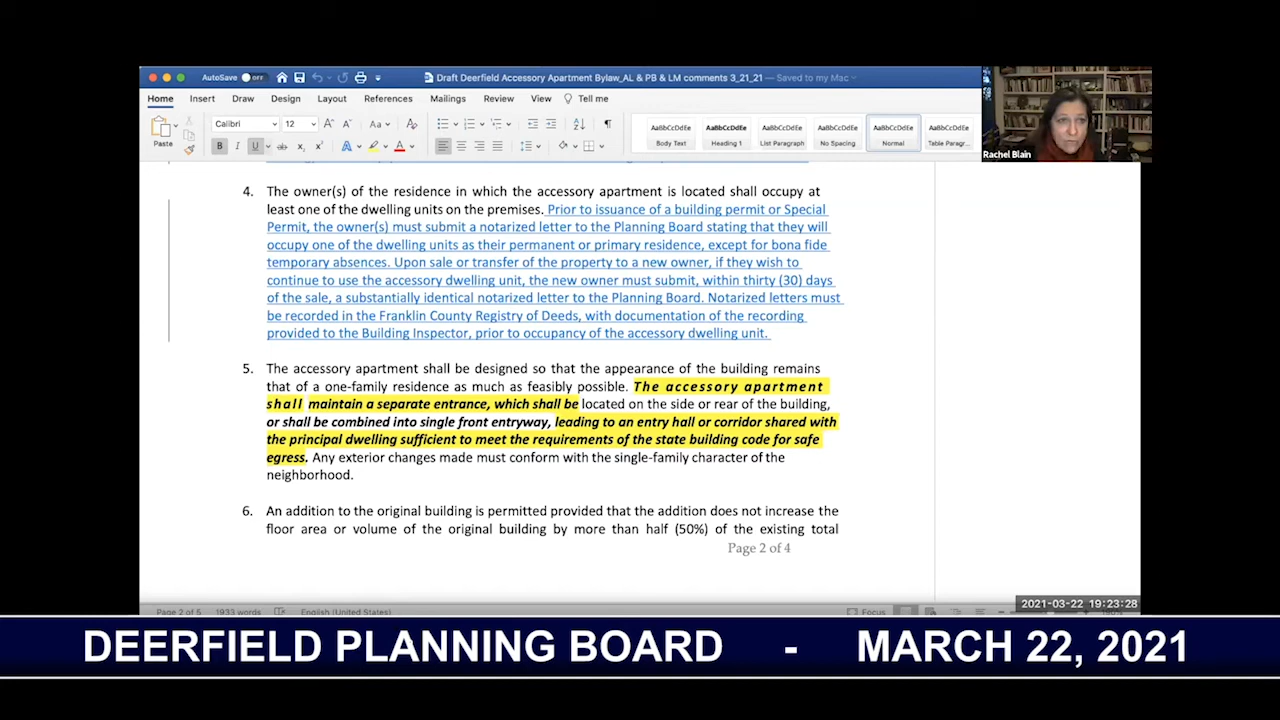 AutoSave OFF
Draft Deerfield Accessory Apartment Bylaw_AL & PB & LM comments 3_21_21 — Saved to my Mac
Home Insert Draw Design Layout References Mailings Review View Tell me
Paste
Calibri 12
B I U ab x x
AaBbCcDdEe AaBbCcDdEe AaBbCcDdEe AaBbCcDdEe AaBbCcDdEe AaBbCcDdEe
Body Text Heading 1 List Paragraph No Spacing Normal Table Paragr...
Rachel Blain
4. The owner(s) of the residence in which the accessory apartment is located shall occupy at
least one of the dwelling units on the premises. Prior to issuance of a building permit or Special
Permit, the owner(s) must submit a notarized letter to the Planning Board stating that they will
occupy one of the dwelling units as their permanent or primary residence, except for bona fide
temporary absences. Upon sale or transfer of the property to a new owner, if they wish to
continue to use the accessory dwelling unit, the new owner must submit, within thirty (30) days
of the sale, a substantially identical notarized letter to the Planning Board. Notarized letters must
be recorded in the Franklin County Registry of Deeds, with documentation of the recording
provided to the Building Inspector, prior to occupancy of the accessory dwelling unit.
5. The accessory apartment shall be designed so that the appearance of the building remains
that of a one-family residence as much as feasibly possible. The accessory apartment
shall maintain a separate entrance, which shall be located on the side or rear of the building,
or shall be combined into single front entryway, leading to an entry hall or corridor shared with
the principal dwelling sufficient to meet the requirements of the state building code for safe
egress. Any exterior changes made must conform with the single-family character of the
neighborhood.
6. An addition to the original building is permitted provided that the addition does not increase the
floor area or volume of the original building by more than half (50%) of the existing total
Page 2 of 4
Page 2 of 5 1933 words English (United States) Focus
2021-03-22 19:23:28
DEERFIELD PLANNING BOARD - MARCH 22, 2021